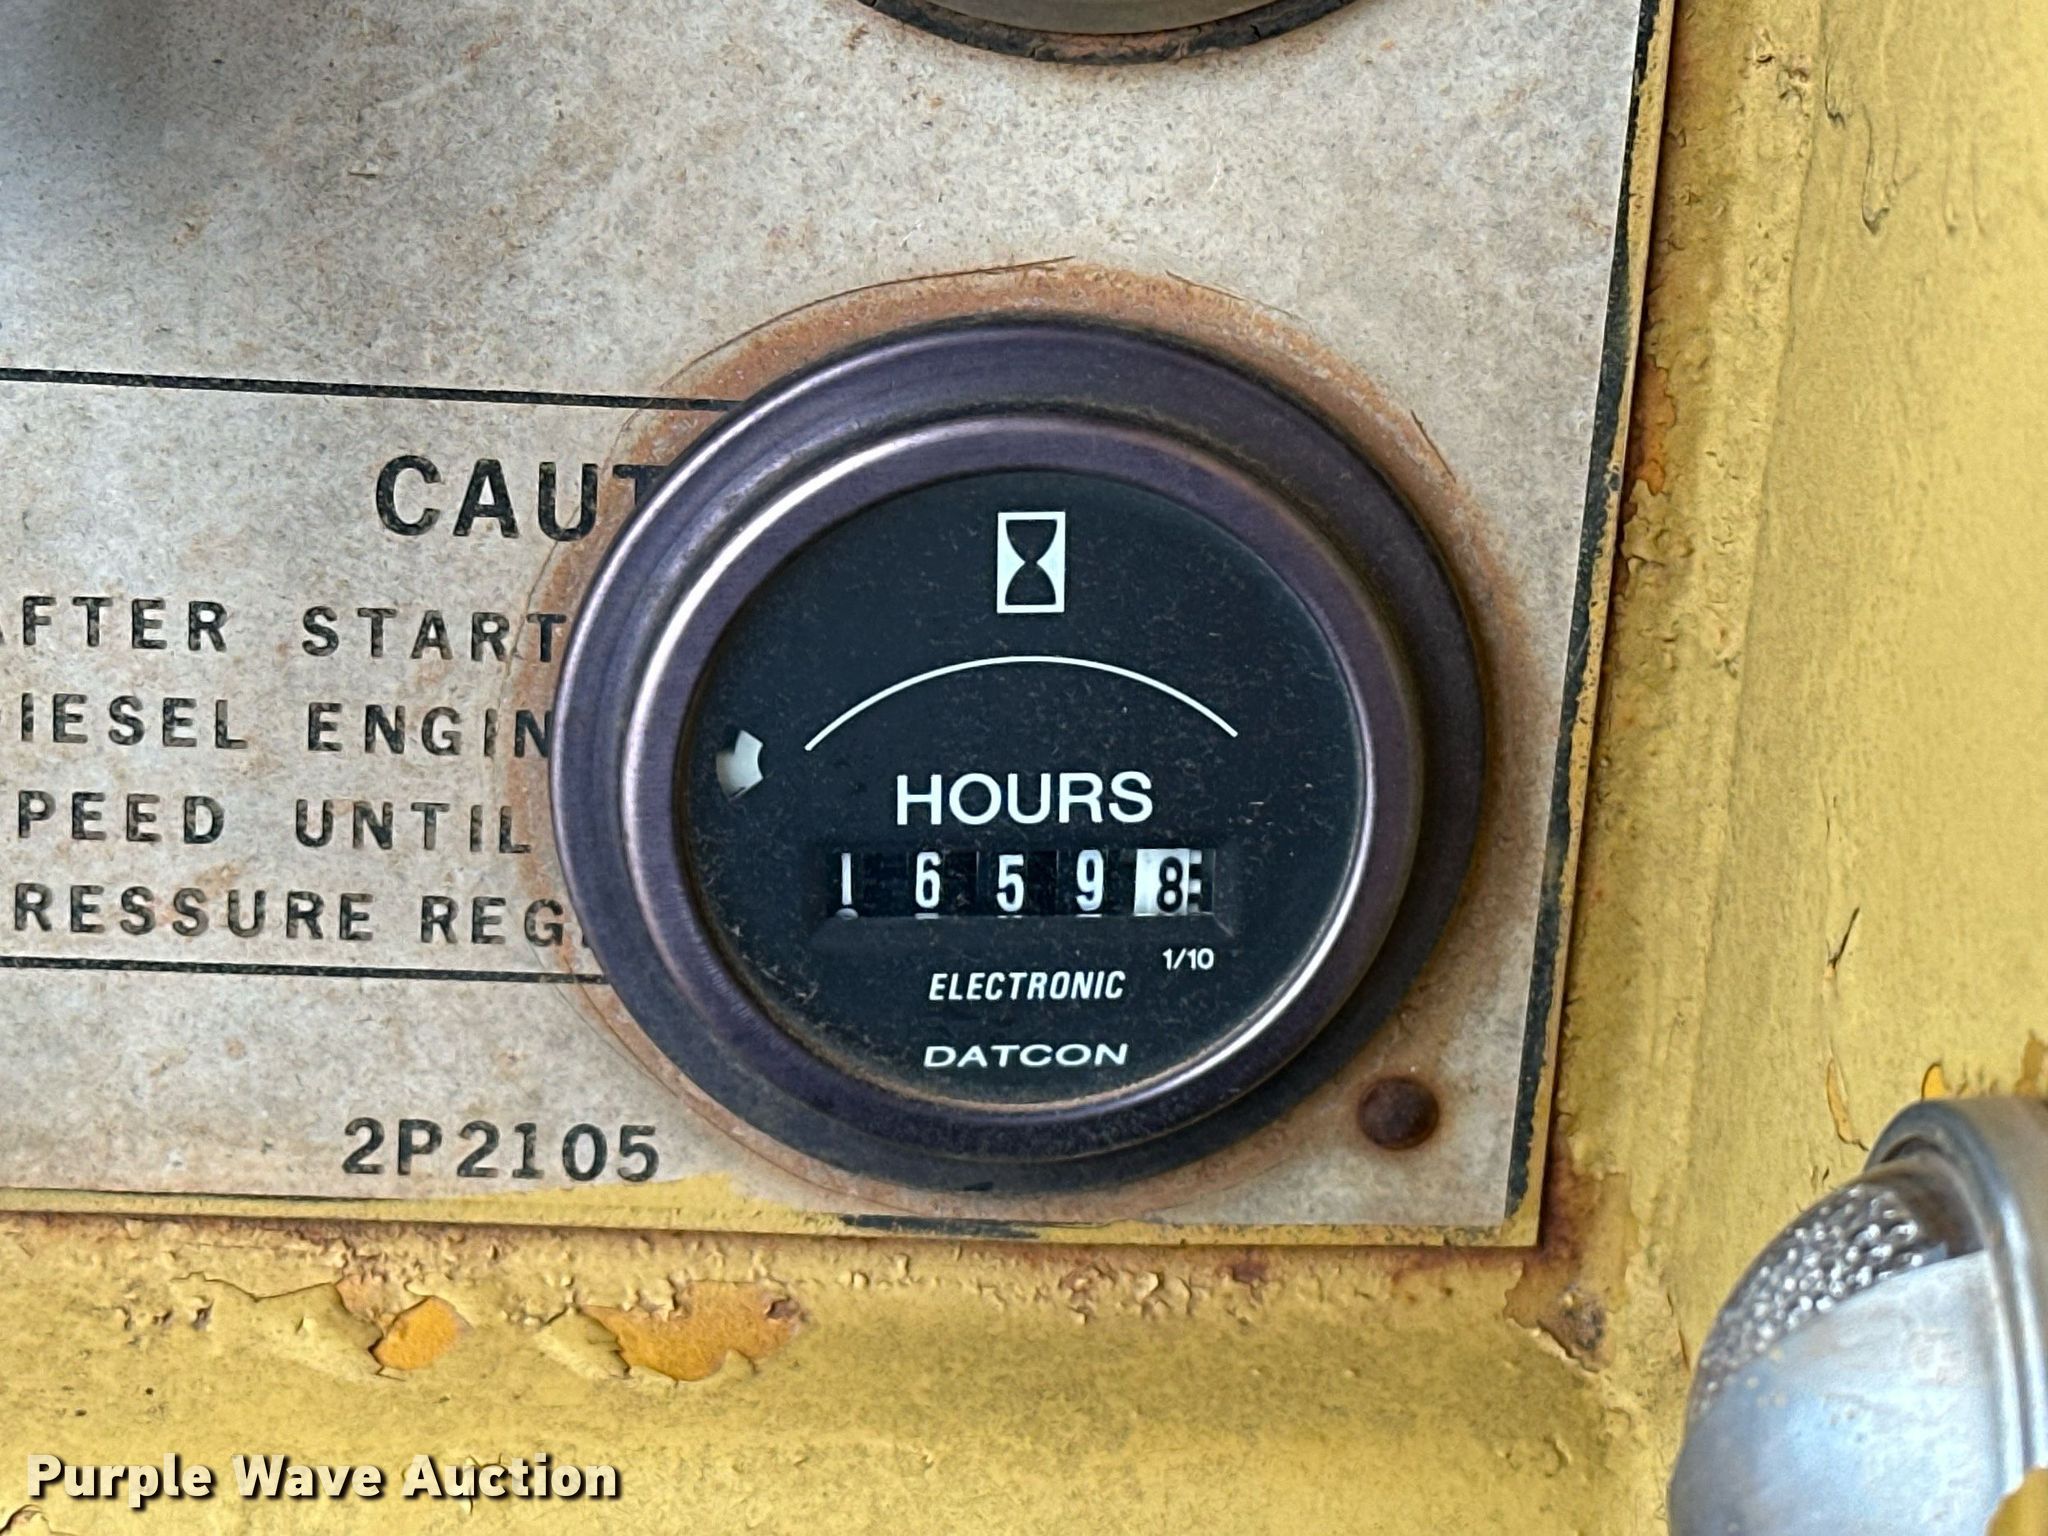 CAUT
AFTER START
DIESEL ENGIN
PEED UNTIL
RESSURE REG
2P2105
HOURS
1 6 5 9 8
1/10
ELECTRONIC
DATCON
Purple Wave Auction